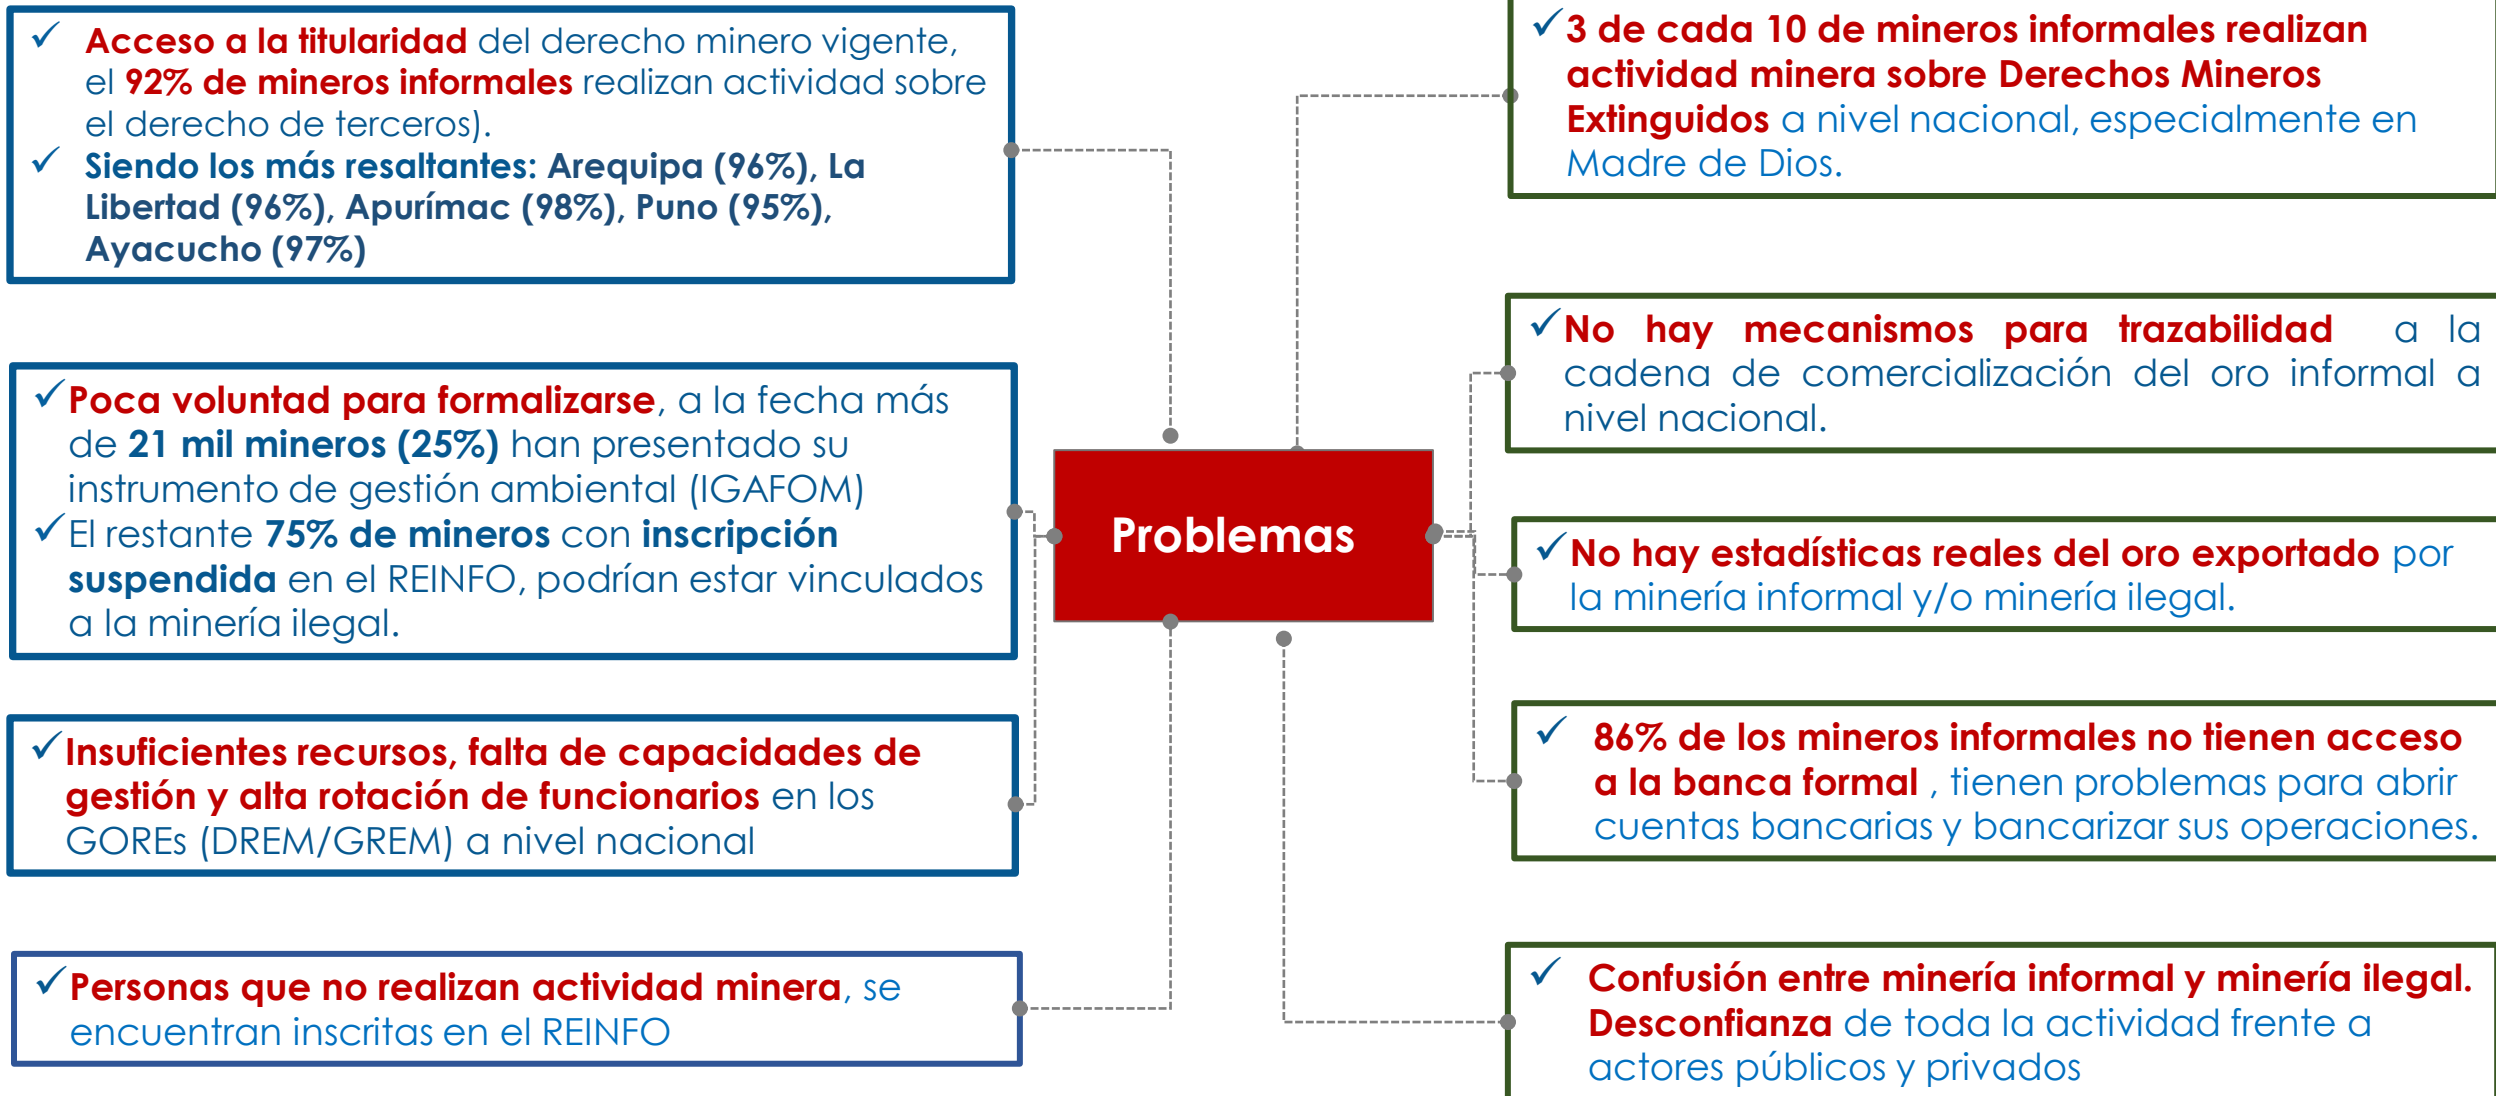 ✓ Acceso a la titularidad del derecho minero vigente,
el 92% de mineros informales realizan actividad sobre
el derecho de terceros).
✓ Siendo los más resaltantes: Arequipa (96%), La
Libertad (96%), Apurímac (98%), Puno (95%),
Ayacucho (97%)
✓ Poca voluntad para formalizarse, a la fecha más
de 21 mil mineros (25%) han presentado su
instrumento de gestión ambiental (IGAFOM)
✓ El restante 75% de mineros con inscripción
suspendida en el REINFO, podrían estar vinculados
a la minería ilegal.
✓ Insuficientes recursos, falta de capacidades de
gestión y alta rotación de funcionarios en los
GOREs (DREM/GREM) a nivel nacional
✓ Personas que no realizan actividad minera, se
encuentran inscritas en el REINFO
Problemas
✓ 3 de cada 10 de mineros informales realizan
actividad minera sobre Derechos Mineros
Extinguidos a nivel nacional, especialmente en
Madre de Dios.
✓ No hay mecanismos para trazabilidad a la
cadena de comercialización del oro informal a
nivel nacional.
✓ No hay estadísticas reales del oro exportado por
la minería informal y/o minería ilegal.
✓ 86% de los mineros informales no tienen acceso
a la banca formal , tienen problemas para abrir
cuentas bancarias y bancarizar sus operaciones.
✓ Confusión entre minería informal y minería ilegal.
Desconfianza de toda la actividad frente a
actores públicos y privados